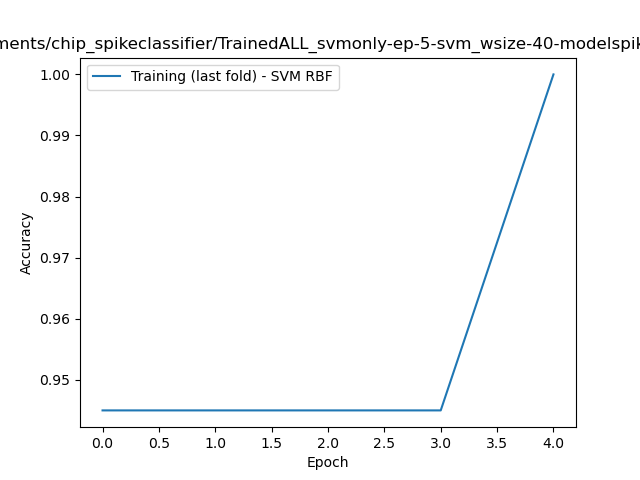 ments/chip_spikeclassifier/TrainedALL_svmonly-ep-5-svm_wsize-40-modelspik
Training (last fold) - SVM RBF
1.00
0.99
0.98
0.97
0.96
0.95
Accuracy
0.0 0.5 1.0 1.5 2.0 2.5 3.0 3.5 4.0
Epoch